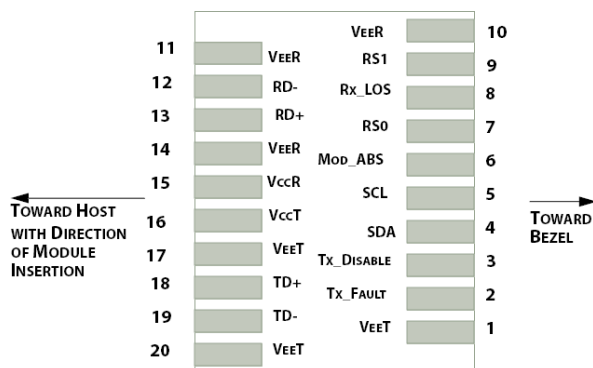 11 VEER
12 RD-
13 RD+
14 VEER
15 VCCR
16 VCCT
17 VEET
18 TD+
19 TD-
20 VEET
VEER 10
RS1 9
RX_LOS 8
RS0 7
MOD_ABS 6
SCL 5
SDA 4
TX_DISABLE 3
TX_FAULT 2
VEET 1
TOWARD HOST
WITH DIRECTION
OF MODULE
INSERTION
TOWARD
BEZEL